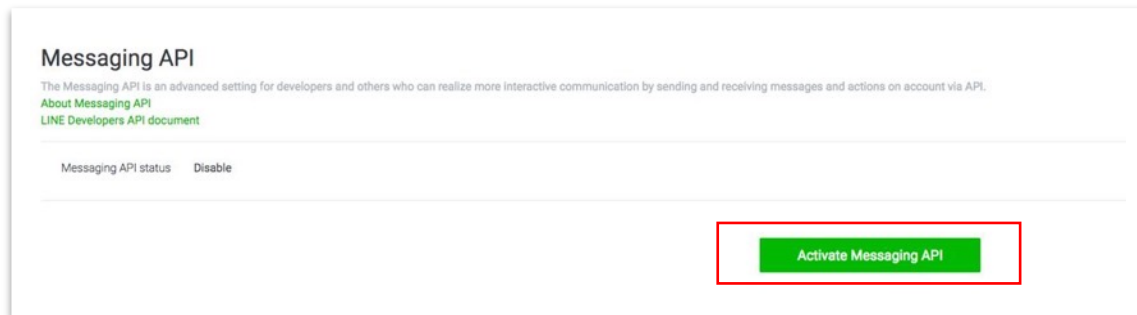 Messaging API
The Messaging API is an advanced setting for developers and others who can realize more interactive communication by sending and receiving messages and actions on account via API.
About Messaging API
LINE Developers API document
Messaging API status Disable
Activate Messaging API